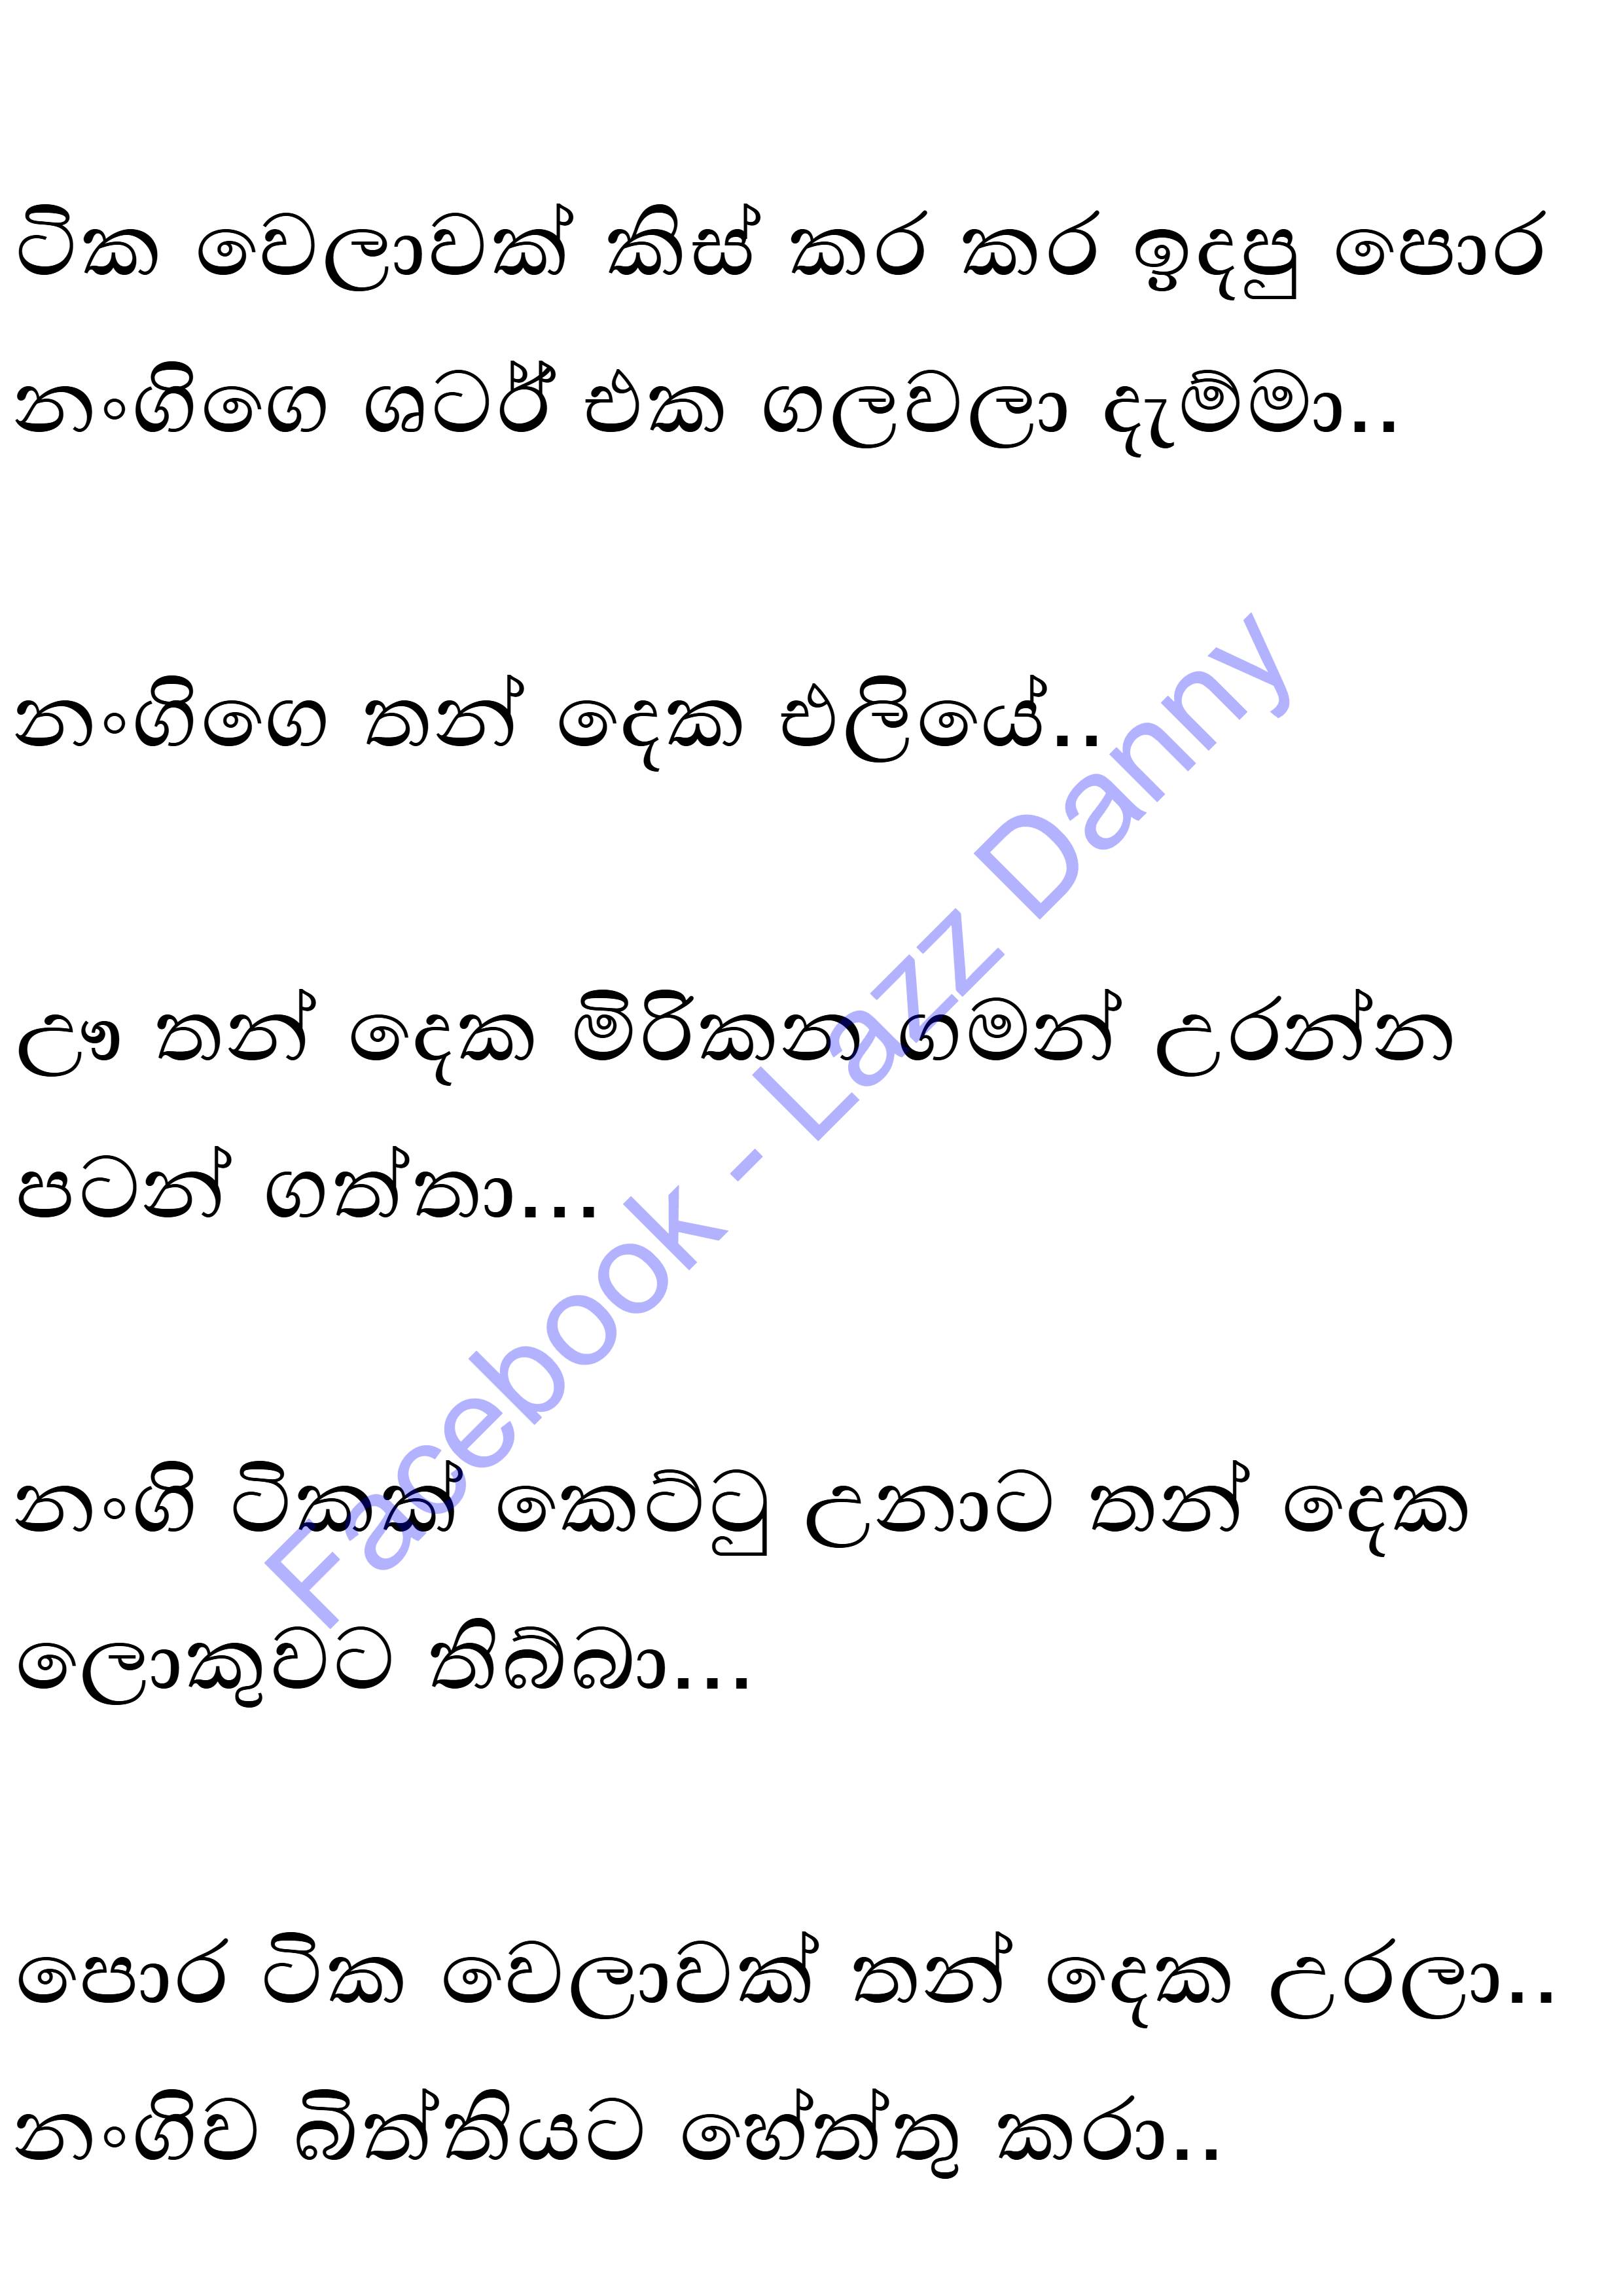 ටික වෙලාවක් කිස් කර කර ඉදපු පොර
නංගිගෙ ශටර් එක ගලවලා දැම්මා..
නංගිගෙ තන් දෙක එලියේ..
ඌ තන් දෙක මිරිකන ගමන් උරන්න
පටන් ගත්තා...
නංගි ටිකක් කෙට්ටු උනාට තන් දෙක
ලොකුවට තිබ්බා...
පොර ටික වෙලාවක් තන් දෙක උරලා..
නංගිව බිත්තියට හේත්තු කරා..
Facebook - Lazz Danny